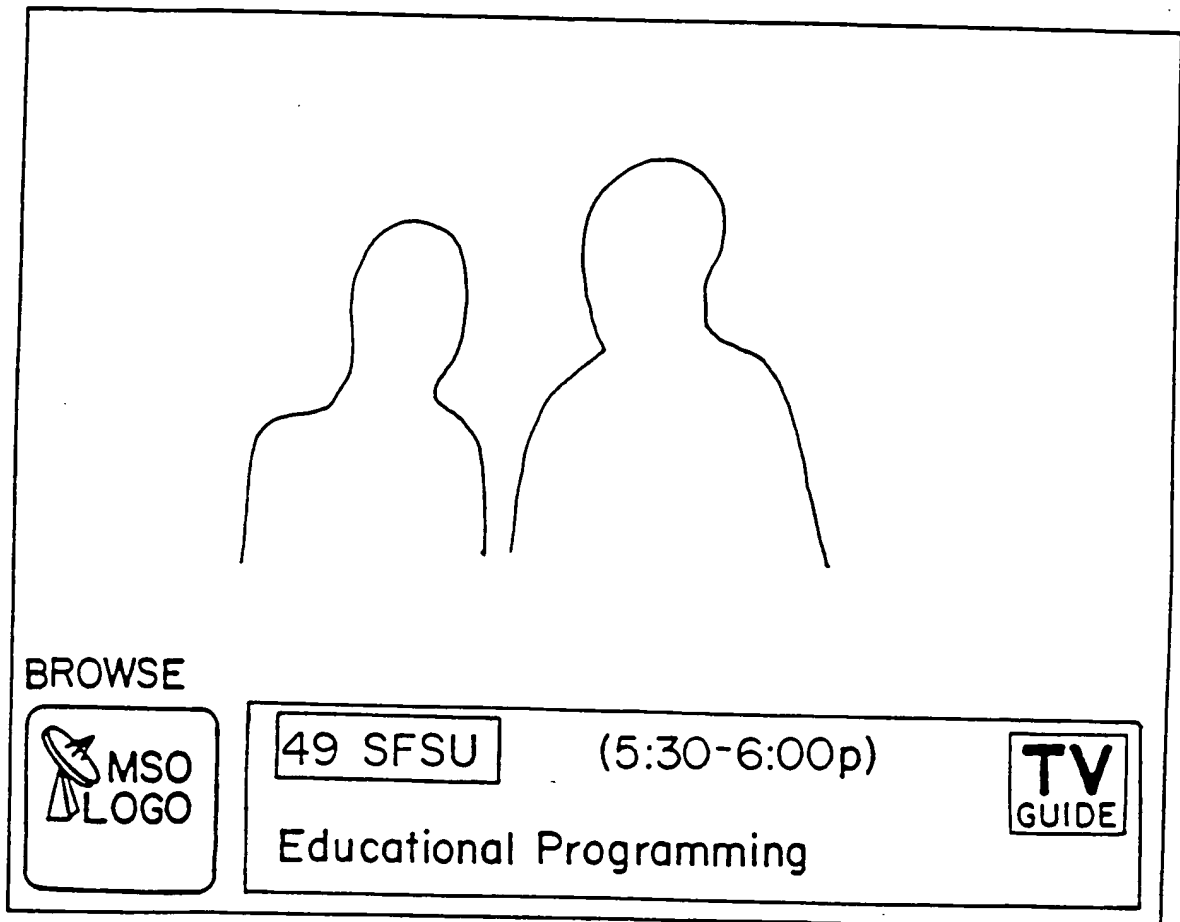 BROWSE
MSO
LOGO
49 SFSU (5:30-6:00p)
Educational Programming
TV
GUIDE